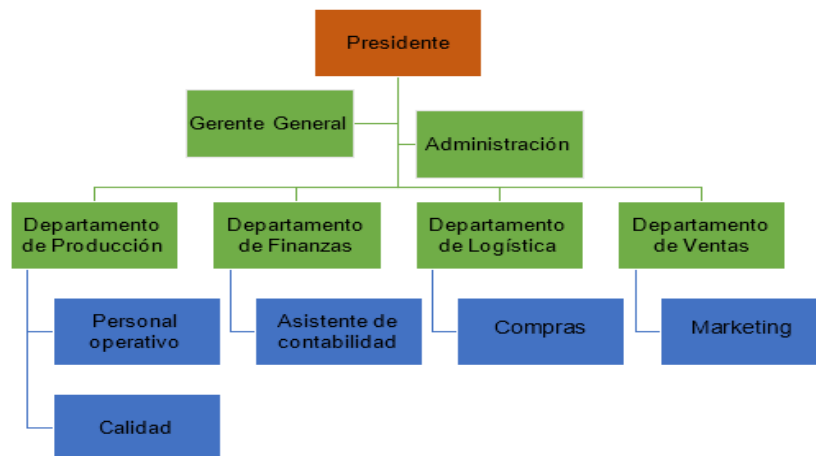 Presidente
Gerente General
Administración
Departamento
de Producción
Departamento
de Finanzas
Departamento
de Logística
Departamento
de Ventas
Personal
operativo
Asistente de
contabilidad
Compras
Marketing
Calidad